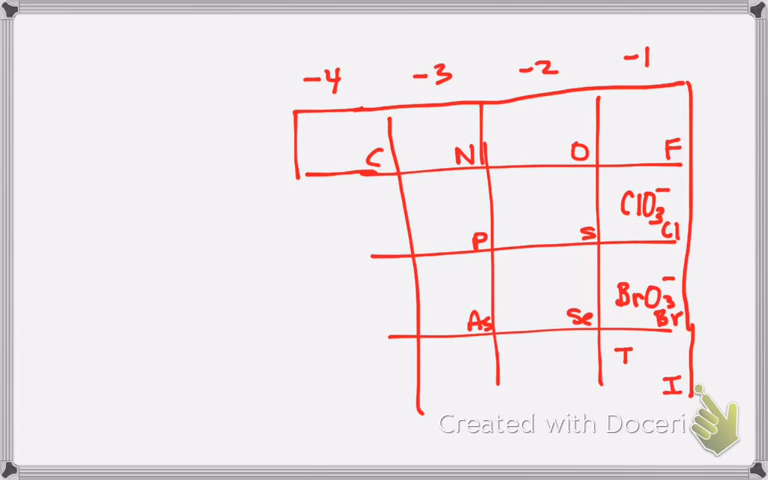 -4 -3 -2 -1
C N O F
ClO₃⁻
P S Cl
BrO₃⁻
As Se Br
I
I
Created with Doceri